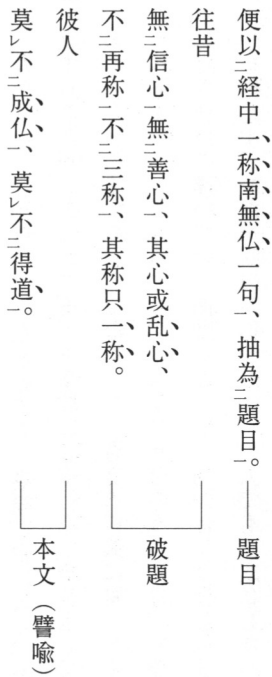 便以㆓経中一称南無仏一句㆒、抽為㆓題目㆒。
題目
往昔
無㆓信心㆒無㆓善心㆒、其心或乱心、
不㆓再称㆒不㆓三称㆒、其称只一称。
破題
彼人
莫㆑不㆓成仏㆒、莫㆑不㆓得道㆒。
本文（譬喩）